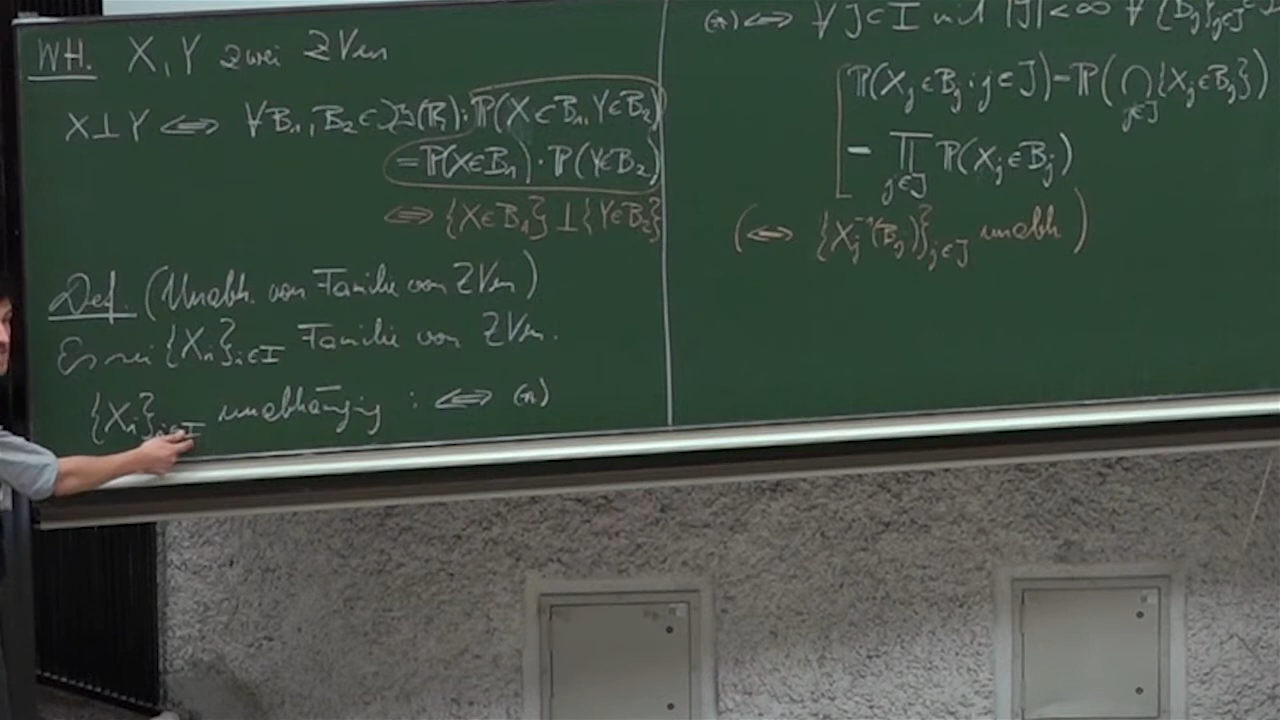 WH. X, Y zwei ZVen
X ⊥ Y ⟺ ∀ B₁, B₂ ⊂ 𝔅(ℝ): ℙ(X ∈ B₁, Y ∈ B₂)
= ℙ(X ∈ B₁) · ℙ(Y ∈ B₂)
⟺ {X ∈ B₁} ⊥ {Y ∈ B₂}
Def. (Unabh. von Familie von ZVen)
Es sei {Xᵢ}ᵢ∈I Familie von ZVen.
{Xᵢ}ᵢ∈I unabhängig : ⟺ (*)
(*) ⟺ ∀ J ⊂ I mit |J| < ∞ ∀ {Bⱼ}ⱼ∈J ⊂
ℙ(Xⱼ ∈ Bⱼ ; j ∈ J) = ℙ(⋂ⱼ∈J {Xⱼ ∈ Bⱼ})
= ∏ⱼ∈J ℙ(Xⱼ ∈ Bⱼ)
(⟺ {Xⱼ⁻¹(Bⱼ)}ⱼ∈J unabh.)